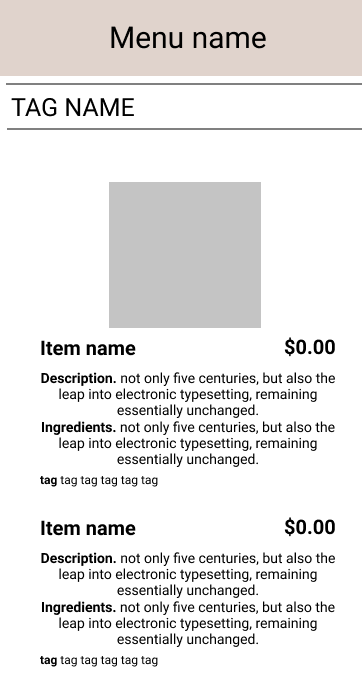 Menu name
TAG NAME
Item name $0.00
Description. not only five centuries, but also the
leap into electronic typesetting, remaining
essentially unchanged.
Ingredients. not only five centuries, but also the
leap into electronic typesetting, remaining
essentially unchanged.
tag tag tag tag tag tag
Item name $0.00
Description. not only five centuries, but also the
leap into electronic typesetting, remaining
essentially unchanged.
Ingredients. not only five centuries, but also the
leap into electronic typesetting, remaining
essentially unchanged.
tag tag tag tag tag tag